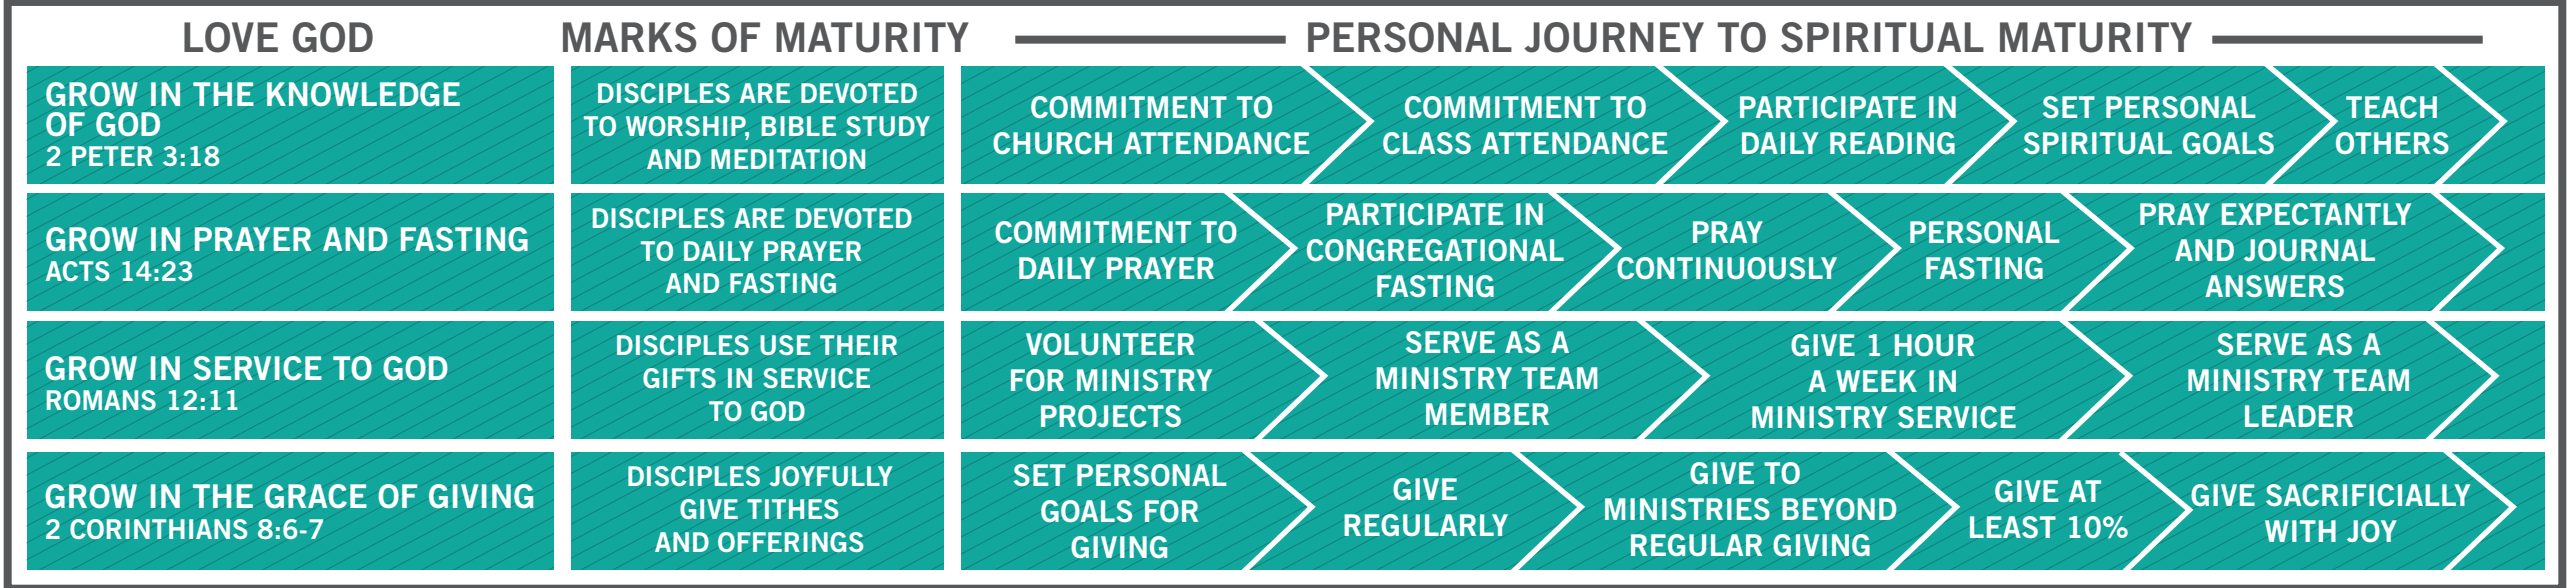 LOVE GOD
MARKS OF MATURITY
PERSONAL JOURNEY TO SPIRITUAL MATURITY
GROW IN THE KNOWLEDGE
OF GOD
2 PETER 3:18
DISCIPLES ARE DEVOTED
TO WORSHIP, BIBLE STUDY
AND MEDITATION
COMMITMENT TO
CHURCH ATTENDANCE
COMMITMENT TO
CLASS ATTENDANCE
PARTICIPATE IN
DAILY READING
SET PERSONAL
SPIRITUAL GOALS
TEACH
OTHERS
GROW IN PRAYER AND FASTING
ACTS 14:23
DISCIPLES ARE DEVOTED
TO DAILY PRAYER
AND FASTING
COMMITMENT TO
DAILY PRAYER
PARTICIPATE IN
CONGREGATIONAL
FASTING
PRAY
CONTINUOUSLY
PERSONAL
FASTING
PRAY EXPECTANTLY
AND JOURNAL
ANSWERS
GROW IN SERVICE TO GOD
ROMANS 12:11
DISCIPLES USE THEIR
GIFTS IN SERVICE
TO GOD
VOLUNTEER
FOR MINISTRY
PROJECTS
SERVE AS A
MINISTRY TEAM
MEMBER
GIVE 1 HOUR
A WEEK IN
MINISTRY SERVICE
SERVE AS A
MINISTRY TEAM
LEADER
GROW IN THE GRACE OF GIVING
2 CORINTHIANS 8:6-7
DISCIPLES JOYFULLY
GIVE TITHES
AND OFFERINGS
SET PERSONAL
GOALS FOR
GIVING
GIVE
REGULARLY
GIVE TO
MINISTRIES BEYOND
REGULAR GIVING
GIVE AT
LEAST 10%
GIVE SACRIFICIALLY
WITH JOY